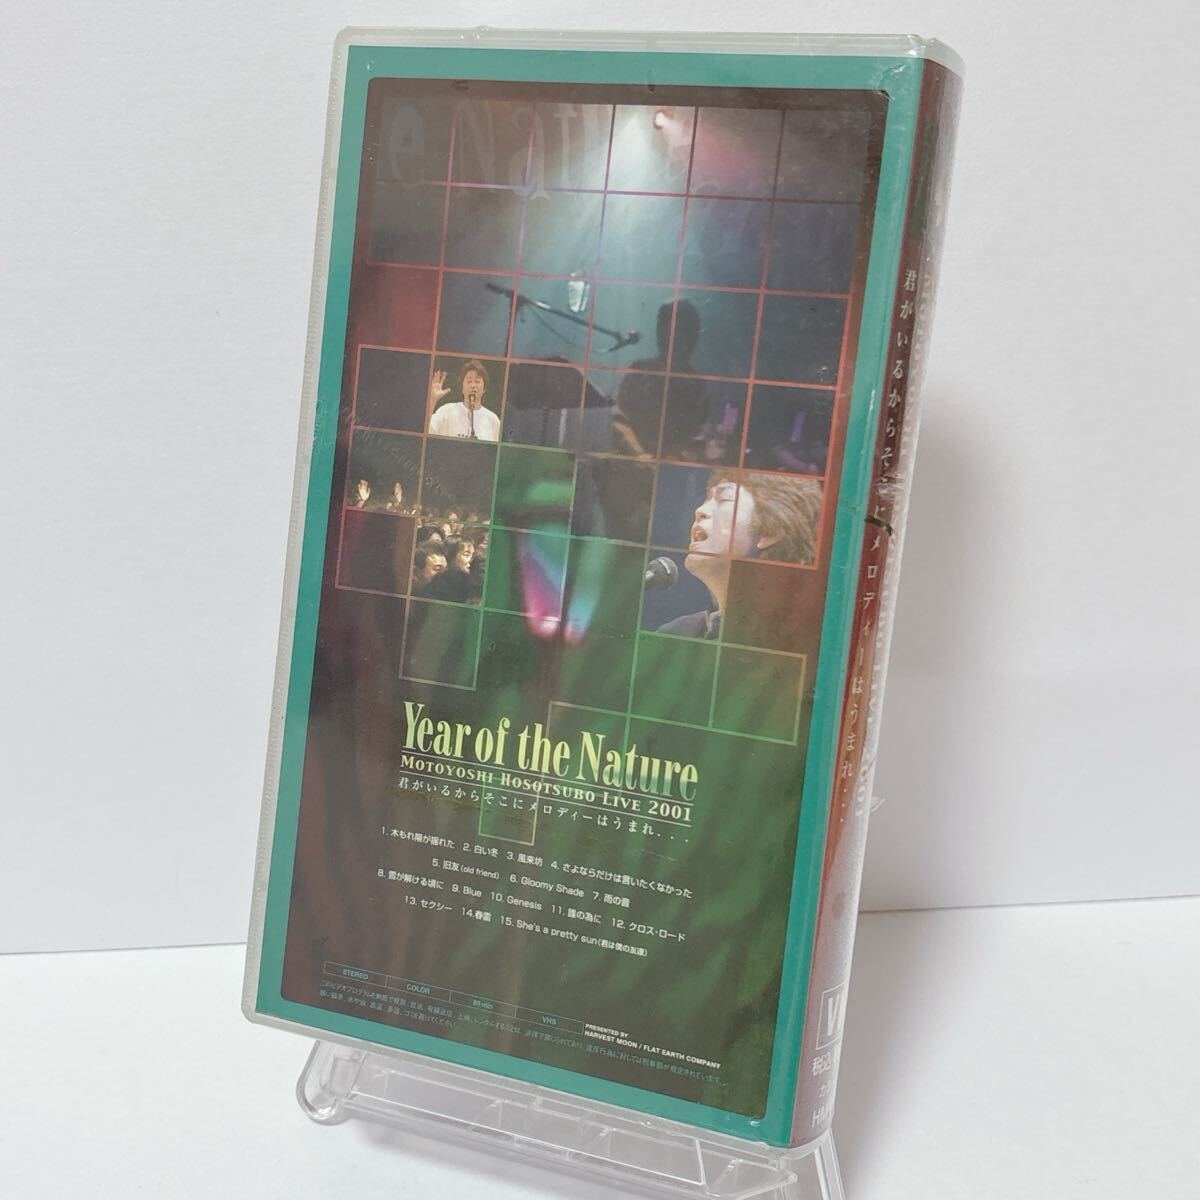 e Natu
Year of the Nature
MOTOYOSHI HOSOTSUBO LIVE 2001
君がいるからそこにメロディーはうまれ...
1. 木もれ陽が揺れた 2. 白い冬 3. 風来坊 4. さよならだけは言いたくなかった
5. 旧友(old friend) 6. Gloomy Shade 7. 雨の音
8. 雪が解ける頃に 9. Blue 10. Genesis 11. 誰の為に 12. クロス・ロード
13. セクシー 14.春雷 15. She's a pretty sun(君は僕の友達)
STEREO COLOR 89 min VHS
PRESENTED BY
HARVEST MOON / FLAT EARTH COMPANY
君がいるからそこにメロディーはうまれ...